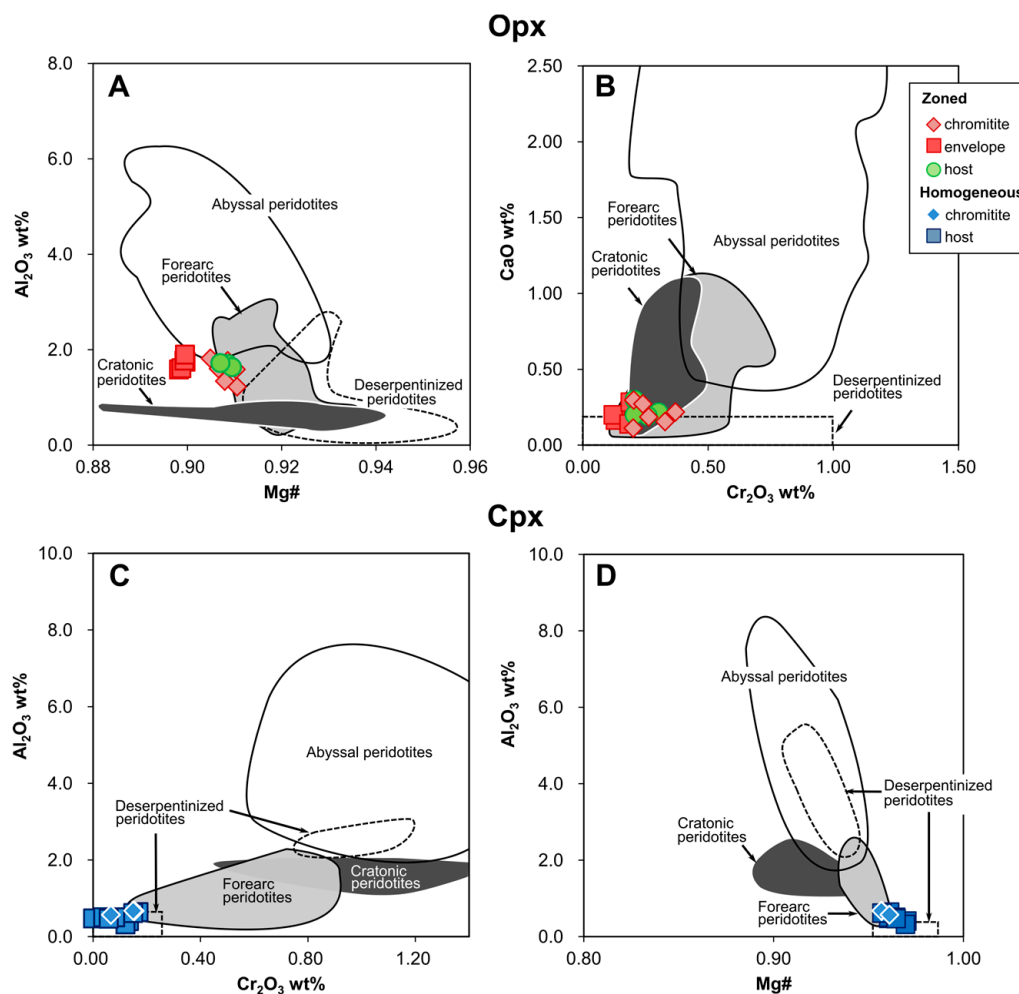 Opx
A
8.0
6.0
4.0
2.0
0.0
Al2O3 wt%
0.88
0.90
0.92
0.94
0.96
Mg#
Abyssal peridotites
Forearc
peridotites
Cratonic
peridotites
Deserpentinized
peridotites
B
2.50
2.00
1.50
1.00
0.50
0.00
CaO wt%
0.00
0.50
1.00
1.50
Cr2O3 wt%
Forearc
peridotites
Cratonic
peridotites
Abyssal peridotites
Deserpentinized
peridotites
Zoned
chromitite
envelope
host
Homogeneous
chromitite
host
Cpx
C
10.0
8.0
6.0
4.0
2.0
0.0
Al2O3 wt%
0.00
0.40
0.80
1.20
Cr2O3 wt%
Abyssal peridotites
Deserpentinized
peridotites
Forearc
peridotites
Cratonic
peridotites
D
10.0
8.0
6.0
4.0
2.0
0.0
Al2O3 wt%
0.80
0.90
1.00
Mg#
Abyssal peridotites
Deserpentinized
peridotites
Cratonic
peridotites
Forearc
peridotites